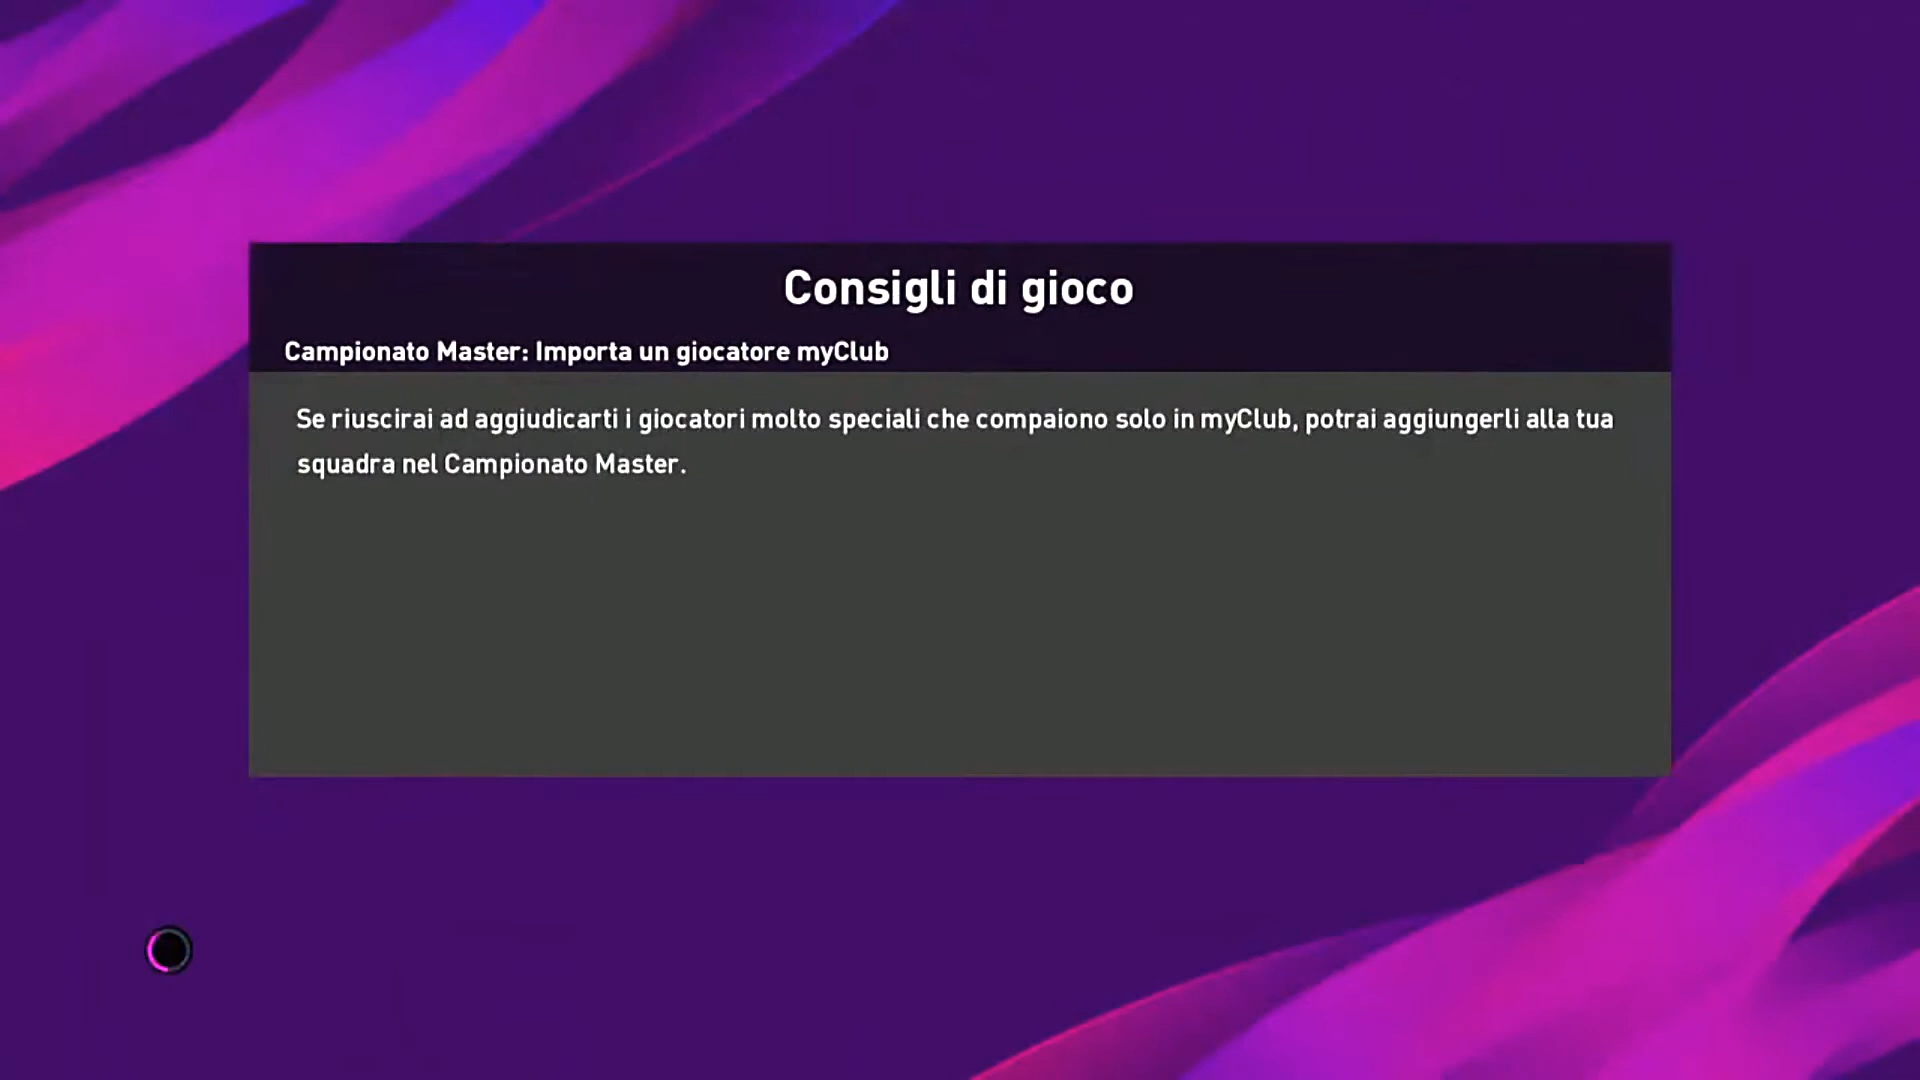 Consigli di gioco
Campionato Master: Importa un giocatore myClub
Se riuscirai ad aggiudicarti i giocatori molto speciali che compaiono solo in myClub, potrai aggiungerli alla tua
squadra nel Campionato Master.